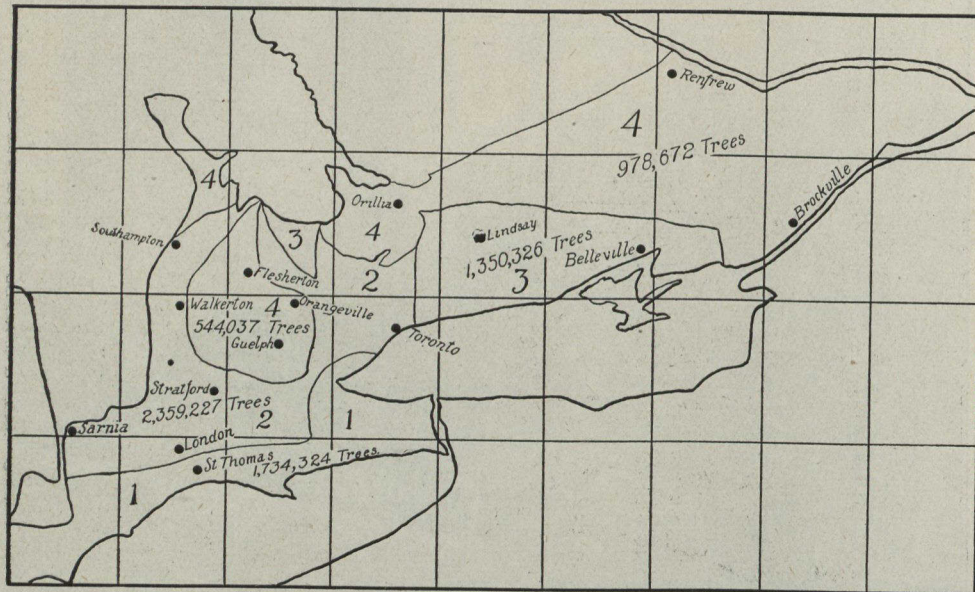 Renfrew
4
978,672 Trees
4
Orillia
Brockville
Southampton
3
4
Lindsay
1,350,326 Trees
Belleville
2
3
Flesherton
Walkerton
4
Orangeville
544,037 Trees
Guelph
Toronto
Stratford
2,359,227 Trees
2
1
Sarnia
London
St Thomas
1,734,324 Trees.
1